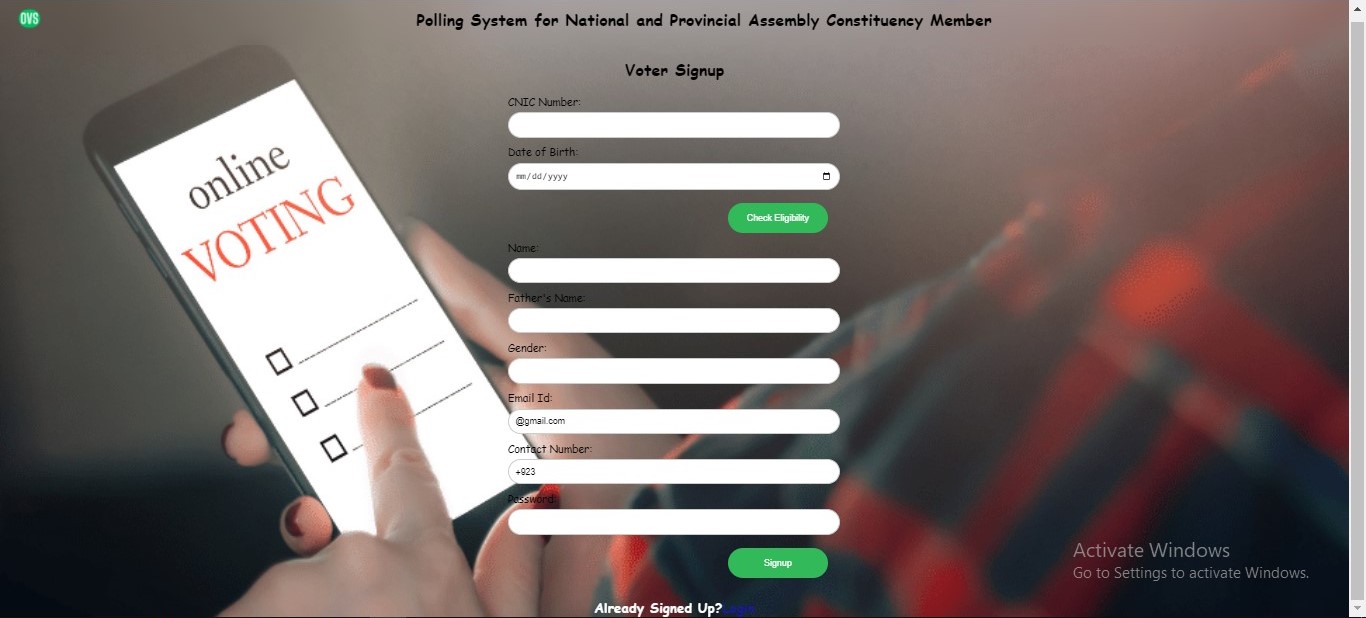 OVS
Polling System for National and Provincial Assembly Constituency Member
Voter Signup
CNIC Number:
Date of Birth:
mm/dd/yyyy
Check Eligibility
Name:
Father's Name:
Gender:
Email Id:
@gmail.com
Contact Number:
+923
Password:
Signup
Already Signed Up?Login
online
VOTING
Activate Windows
Go to Settings to activate Windows.